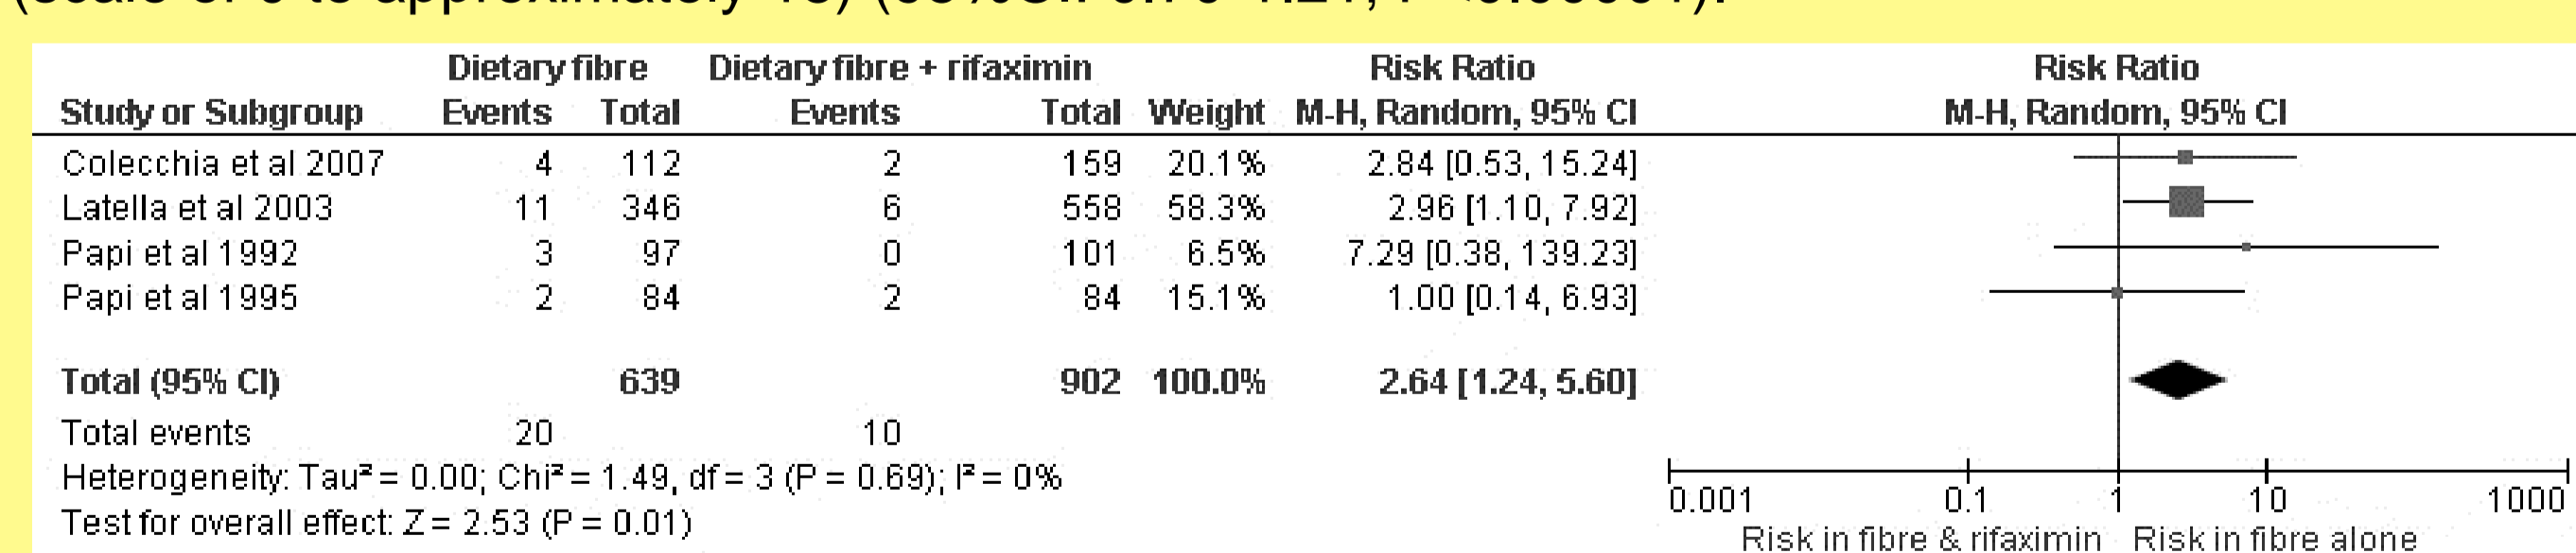 (scale of 0 to approximately
Dietary fibre Dietary fibre + rifaximin Risk Ratio Risk Ratio
Study or Subgroup Events Total Events Total Weight M-H, Random, 95% CI M-H, Random, 95% CI
Colecchia et al 2007 4 112 2 159 20.1% 2.84 [0.53, 15.24]
Latella et al 2003 11 346 6 558 58.3% 2.96 [1.10, 7.92]
Papi et al 1992 3 97 0 101 6.5% 7.29 [0.38, 139.23]
Papi et al 1995 2 84 2 84 15.1% 1.00 [0.14, 6.93]
Total (95% CI) 639 902 100.0% 2.64 [1.24, 5.60]
Total events 20 10
Heterogeneity: Tau² = 0.00; Chi² = 1.49, df = 3 (P = 0.69); I² = 0%
Test for overall effect: Z = 2.53 (P = 0.01)
0.001 0.1 1 10 1000
Risk in fibre & rifaximin Risk in fibre alone